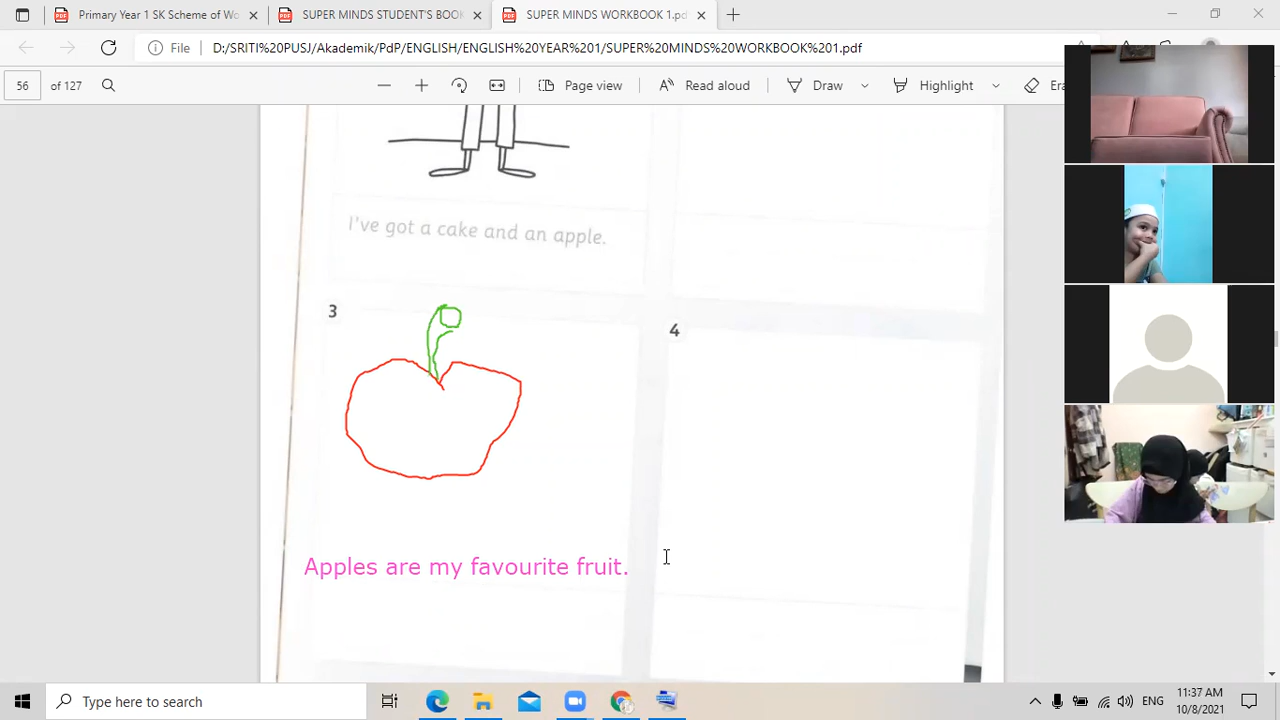 Primary Year 1 SK Scheme of Wo
SUPER MINDS STUDENT'S BOOK
SUPER MINDS WORKBOOK 1.pd
File
D:/SRITI%20PUSJ/Akademik/PdP/ENGLISH/ENGLISH%20YEAR%201/SUPER%20MINDS%20WORKBOOK%201.pdf
56 of 127
Page view
Read aloud
Draw
Highlight
Era
I've got a cake and an apple.
3
4
Apples are my favourite fruit.
Type here to search
ENG
11:37 AM
10/8/2021